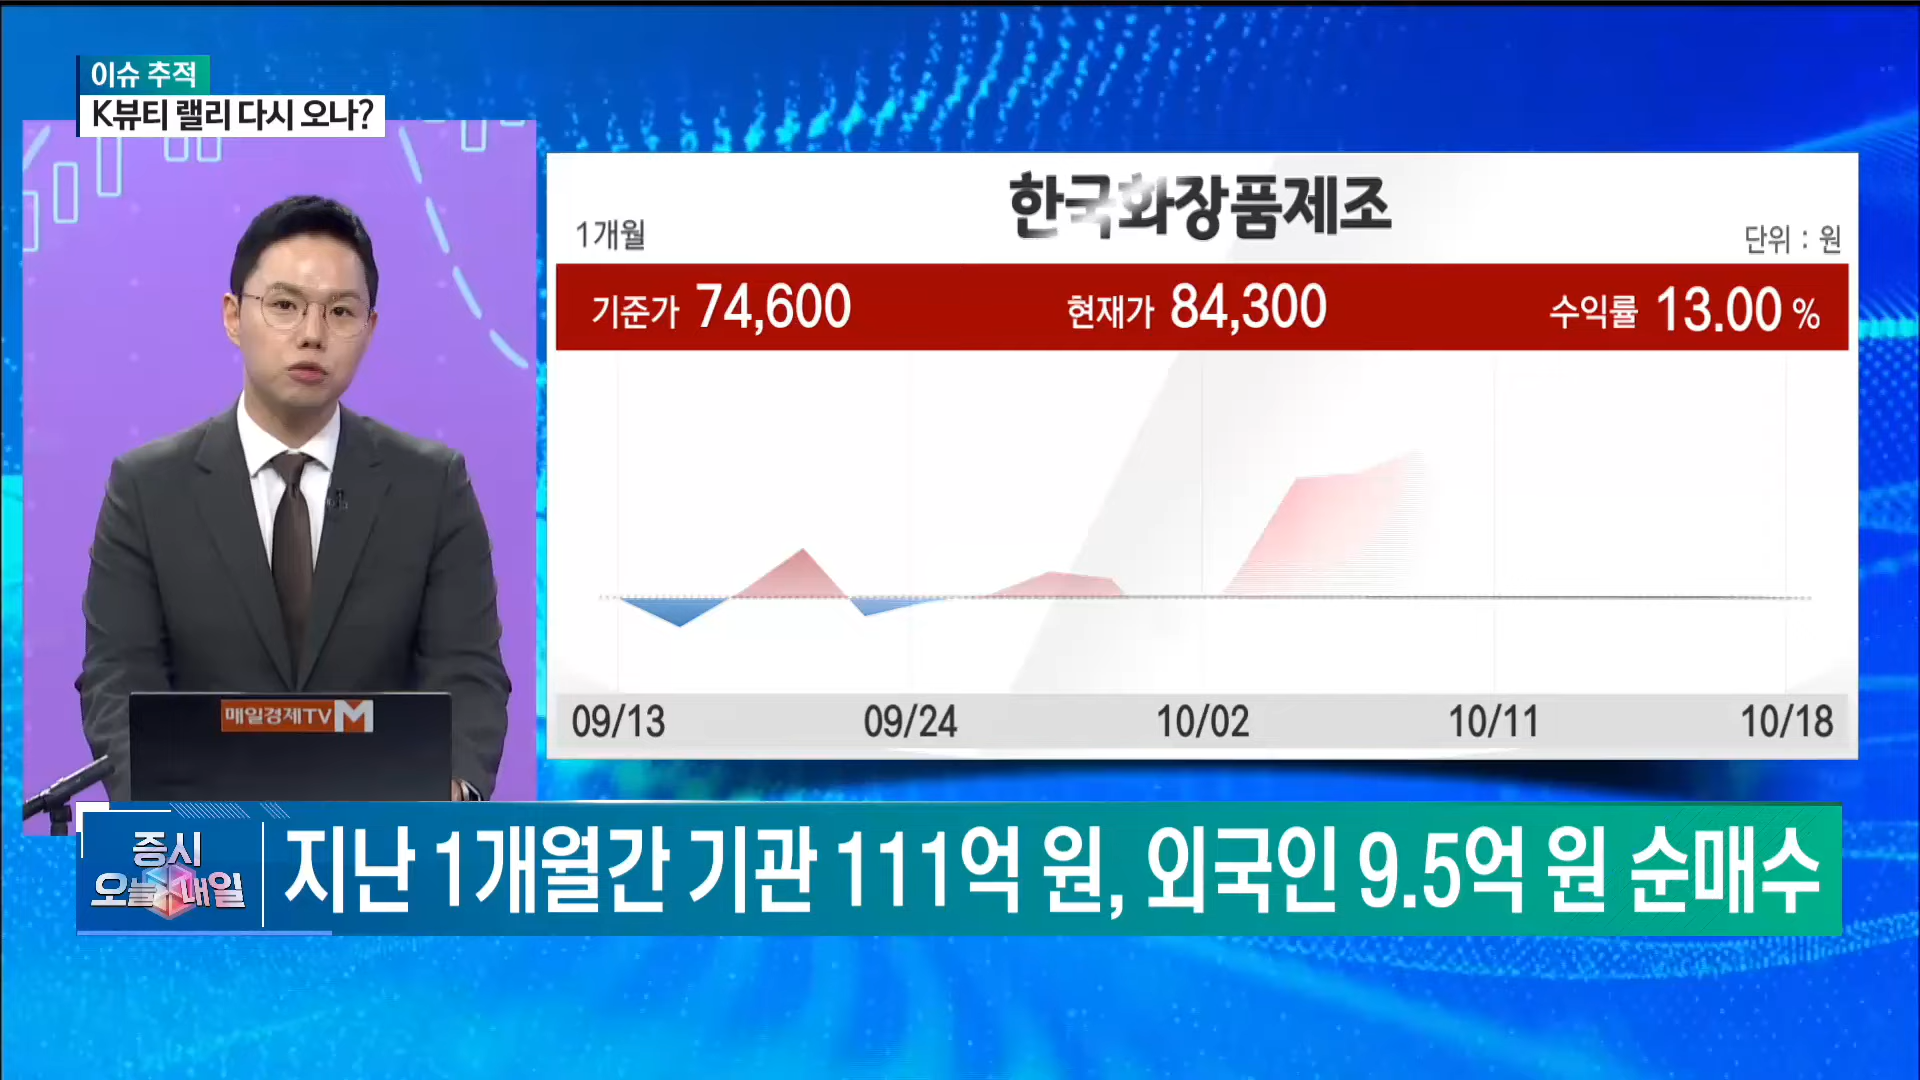 이슈 추적
K뷰티 랠리 다시 오나?
한국화장품제조
1개월
단위 : 원
기준가 74,600 현재가 84,300 수익률 13.00 %
09/13 09/24 10/02 10/11 10/18
매일경제TV M
증시
오늘 매일
지난 1개월간 기관 111억 원, 외국인 9.5억 원 순매수